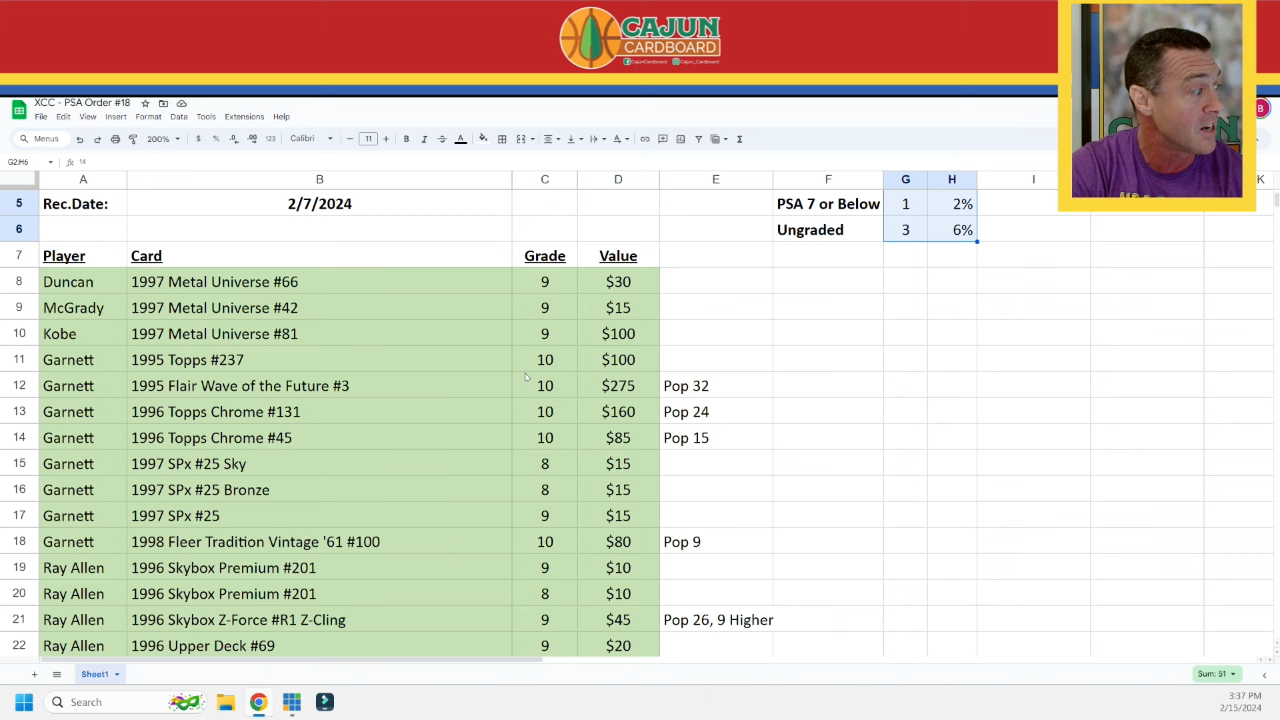 CAJUN
CARDBOARD
CajunCardboard Cajun_Cardboard
XCC - PSA Order #18
File Edit View Insert Format Data Tools Extensions Help
Menus 200% $ % .0 .00 123 Calibri - 11 + B I A
G2:H6 fx 14
A B C D E F G H I K
5 Rec.Date: 2/7/2024 PSA 7 or Below 1 2%
6 Ungraded 3 6%
7 Player Card Grade Value
8 Duncan 1997 Metal Universe #66 9 $30
9 McGrady 1997 Metal Universe #42 9 $15
10 Kobe 1997 Metal Universe #81 9 $100
11 Garnett 1995 Topps #237 10 $100
12 Garnett 1995 Flair Wave of the Future #3 10 $275 Pop 32
13 Garnett 1996 Topps Chrome #131 10 $160 Pop 24
14 Garnett 1996 Topps Chrome #45 10 $85 Pop 15
15 Garnett 1997 SPx #25 Sky 8 $15
16 Garnett 1997 SPx #25 Bronze 8 $15
17 Garnett 1997 SPx #25 9 $15
18 Garnett 1998 Fleer Tradition Vintage '61 #100 10 $80 Pop 9
19 Ray Allen 1996 Skybox Premium #201 9 $10
20 Ray Allen 1996 Skybox Premium #201 8 $10
21 Ray Allen 1996 Skybox Z-Force #R1 Z-Cling 9 $45 Pop 26, 9 Higher
22 Ray Allen 1996 Upper Deck #69 9 $20
Sheet1 Sum: 51
Search
3:37 PM
2/15/2024